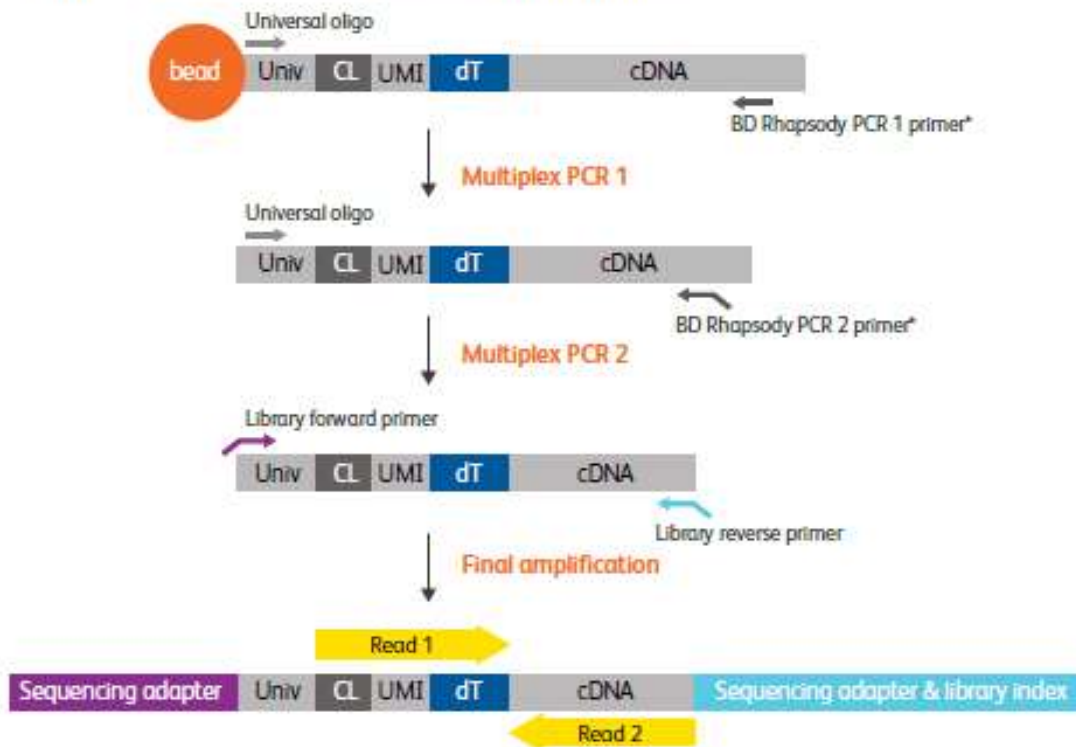 Universal oligo
bead Univ CL UMI dT cDNA
BD Rhapsody PCR 1 primer*
Multiplex PCR 1
Universal oligo
Univ CL UMI dT cDNA
BD Rhapsody PCR 2 primer*
Multiplex PCR 2
Library forward primer
Univ CL UMI dT cDNA
Library reverse primer
Final amplification
Read 1
Sequencing adapter Univ CL UMI dT cDNA Sequencing adapter & library index
Read 2